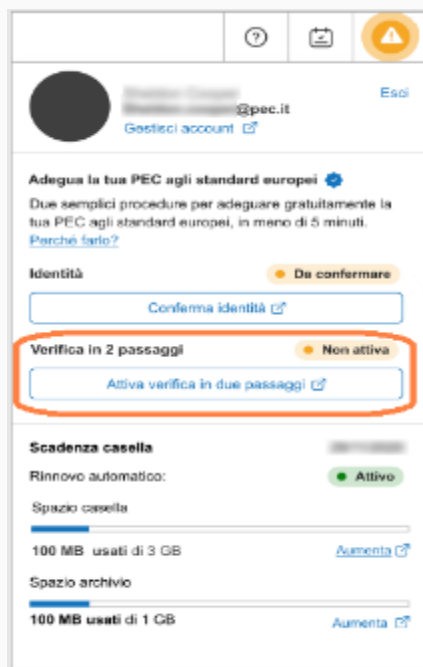 @pec.it
Esci
Gestisci account
Adegua la tua PEC agli standard europei
Due semplici procedure per adeguare gratuitamente la
tua PEC agli standard europei, in meno di 5 minuti.
Perché farlo?
Identità
Da confermare
Conferma identità
Verifica in 2 passaggi
Non attiva
Attiva verifica in due passaggi
Scadenza casella
Rinnovo automatico:
Attivo
Spazio casella
100 MB usati di 3 GB
Aumenta
Spazio archivio
100 MB usati di 1 GB
Aumenta